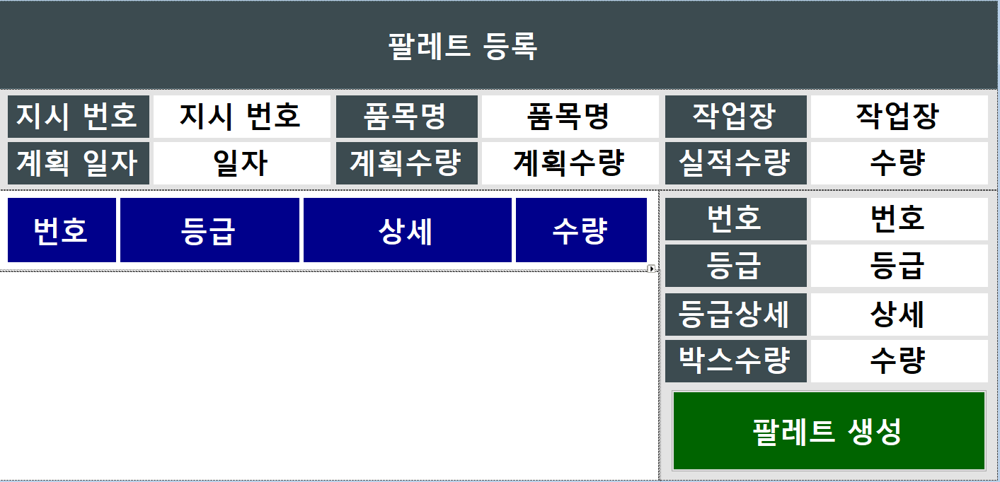 팔레트 등록
지시 번호 지시 번호 품목명 품목명 작업장 작업장
계획 일자 일자 계획수량 계획수량 실적수량 수량
번호 등급 상세 수량
번호 번호
등급 등급
등급상세 상세
박스수량 수량
팔레트 생성